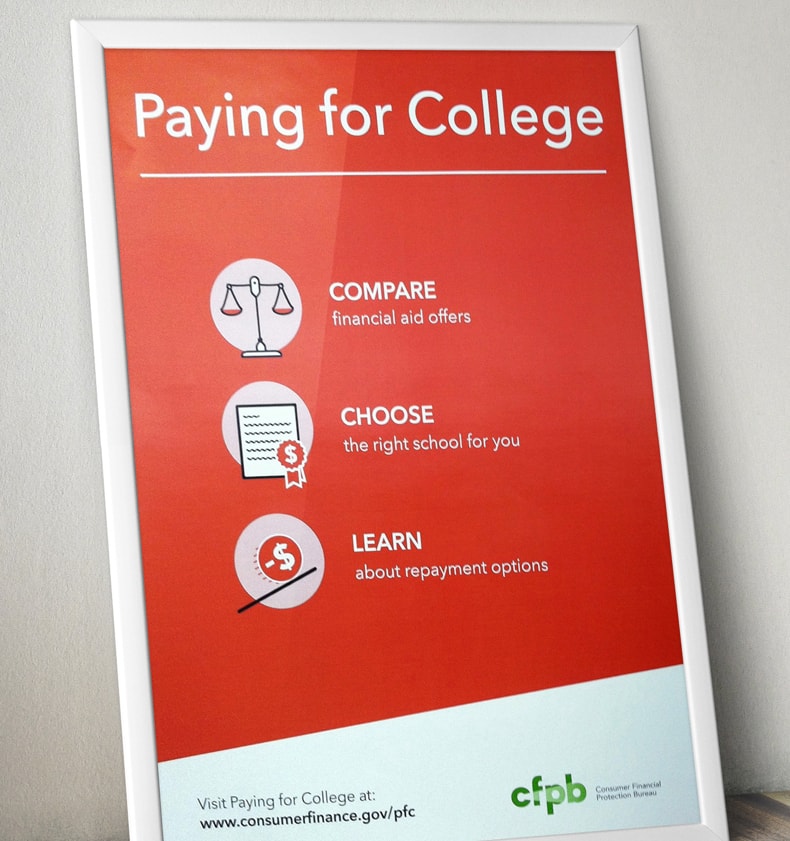 Paying for College
COMPARE
financial aid offers
$
CHOOSE
the right school for you
-$
LEARN
about repayment options
Visit Paying for College at:
www.consumerfinance.gov/pfc
cfpb
Consumer Financial
Protection Bureau